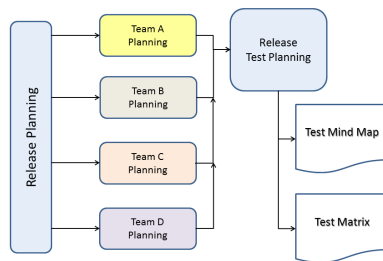 Release Planning
Team A
Planning
Team B
Planning
Team C
Planning
Team D
Planning
Release
Test Planning
Test Mind Map
Test Matrix